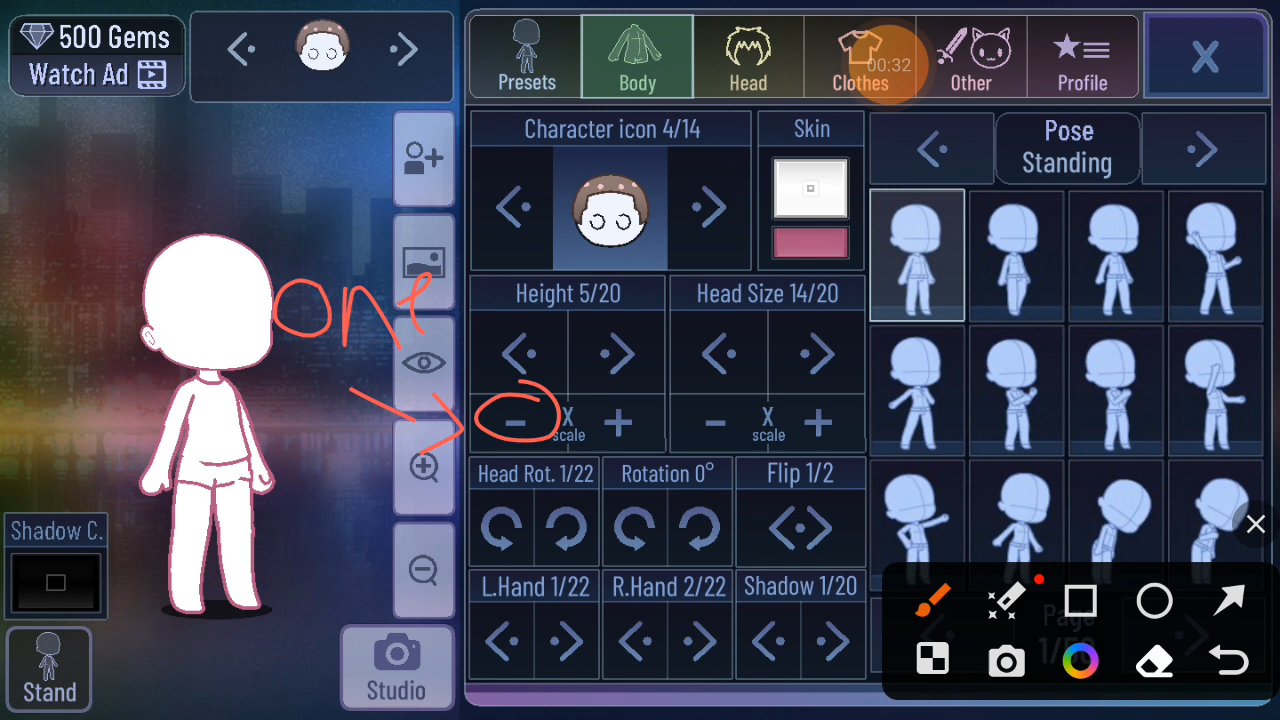 500 Gems
Watch Ad
Presets
Body
Head
Clothes
00:32
Other
Profile
X
Character icon 4/14
Skin
Pose
Standing
one
Height 5/20
Head Size 14/20
X
scale
X
scale
Head Rot. 1/22
Rotation 0°
Flip 1/2
Shadow C.
L.Hand 1/22
R.Hand 2/22
Shadow 1/20
Page
Stand
Studio